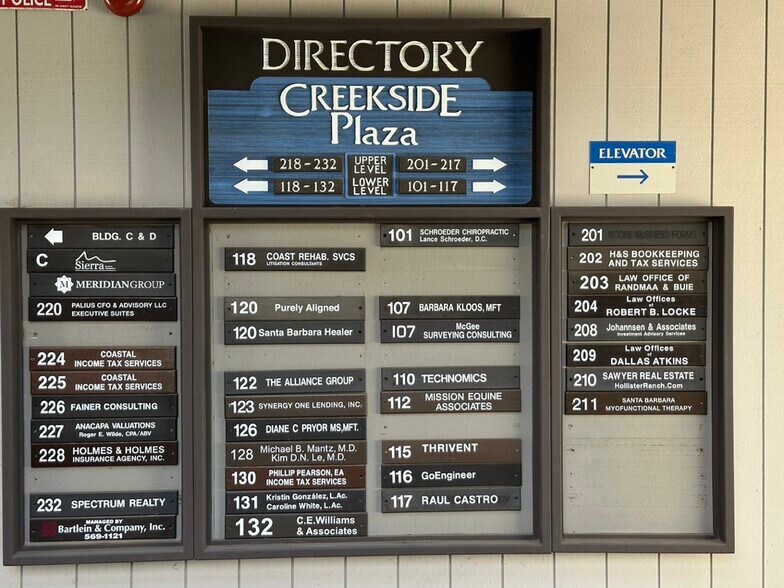 POLICE
DIRECTORY
CREEKSIDE
Plaza
218 - 232 UPPER LEVEL 201 - 217
118 - 132 LOWER LEVEL 101 - 117
ELEVATOR
BLDG. C & D
C Sierra
MERIDIANGROUP
220 PALIUS CFO & ADVISORY LLC
EXECUTIVE SUITES
224 COASTAL
INCOME TAX SERVICES
225 COASTAL
INCOME TAX SERVICES
226 FAINER CONSULTING
227 ANACAPA VALUATIONS
Roger E. Wilde, CPA/ABV
228 HOLMES & HOLMES
INSURANCE AGENCY, INC.
232 SPECTRUM REALTY
MANAGED BY
Bartlein & Company, Inc.
569-1121
118 COAST REHAB. SVCS
LITIGATION CONSULTANTS
120 Purely Aligned
120 Santa Barbara Healer
122 THE ALLIANCE GROUP
123 SYNERGY ONE LENDING, INC.
126 DIANE C PRYOR MS,MFT.
128 Michael B. Mantz, M.D.
Kim D.N. Le, M.D.
130 PHILLIP PEARSON, EA
INCOME TAX SERVICES
131 Kristin González, L.Ac.
Caroline White, L.Ac.
132 C.E.Williams
& Associates
101 SCHROEDER CHIROPRACTIC
Lance Schroeder, D.C.
107 BARBARA KLOOS, MFT
107 McGee
SURVEYING CONSULTING
110 TECHNOMICS
112 MISSION EQUINE
ASSOCIATES
115 THRIVENT
116 GoEngineer
117 RAUL CASTRO
201 MOORE BUSINESS FORMS
202 H&S BOOKKEEPING
AND TAX SERVICES
203 LAW OFFICE OF
RANDMAA & BUIE
204 Law Offices
of
ROBERT B. LOCKE
208 Johannsen & Associates
Investment Advisory Services
209 Law Offices
of
DALLAS ATKINS
210 SAWYER REAL ESTATE
HollisterRanch.Com
211 SANTA BARBARA
MYOFUNCTIONAL THERAPY